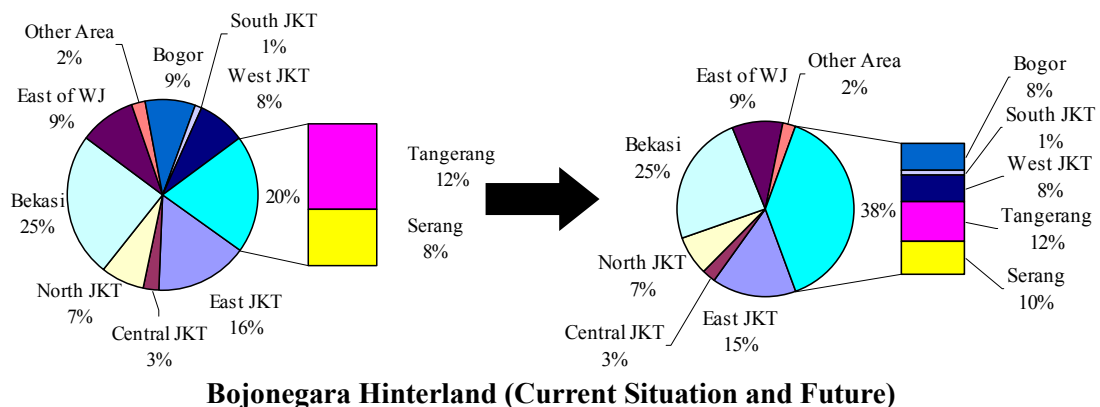 South JKT
1%
Other Area
2%
Bogor
9%
West JKT
8%
East of WJ
9%
Bekasi
25%
20%
Tangerang
12%
Serang
8%
North JKT
7%
Central JKT
3%
East JKT
16%
East of WJ
9%
Other Area
2%
Bogor
8%
South JKT
1%
West JKT
8%
Tangerang
12%
Serang
10%
Bekasi
25%
38%
North JKT
7%
Central JKT
3%
East JKT
15%
Bojonegara Hinterland (Current Situation and Future)